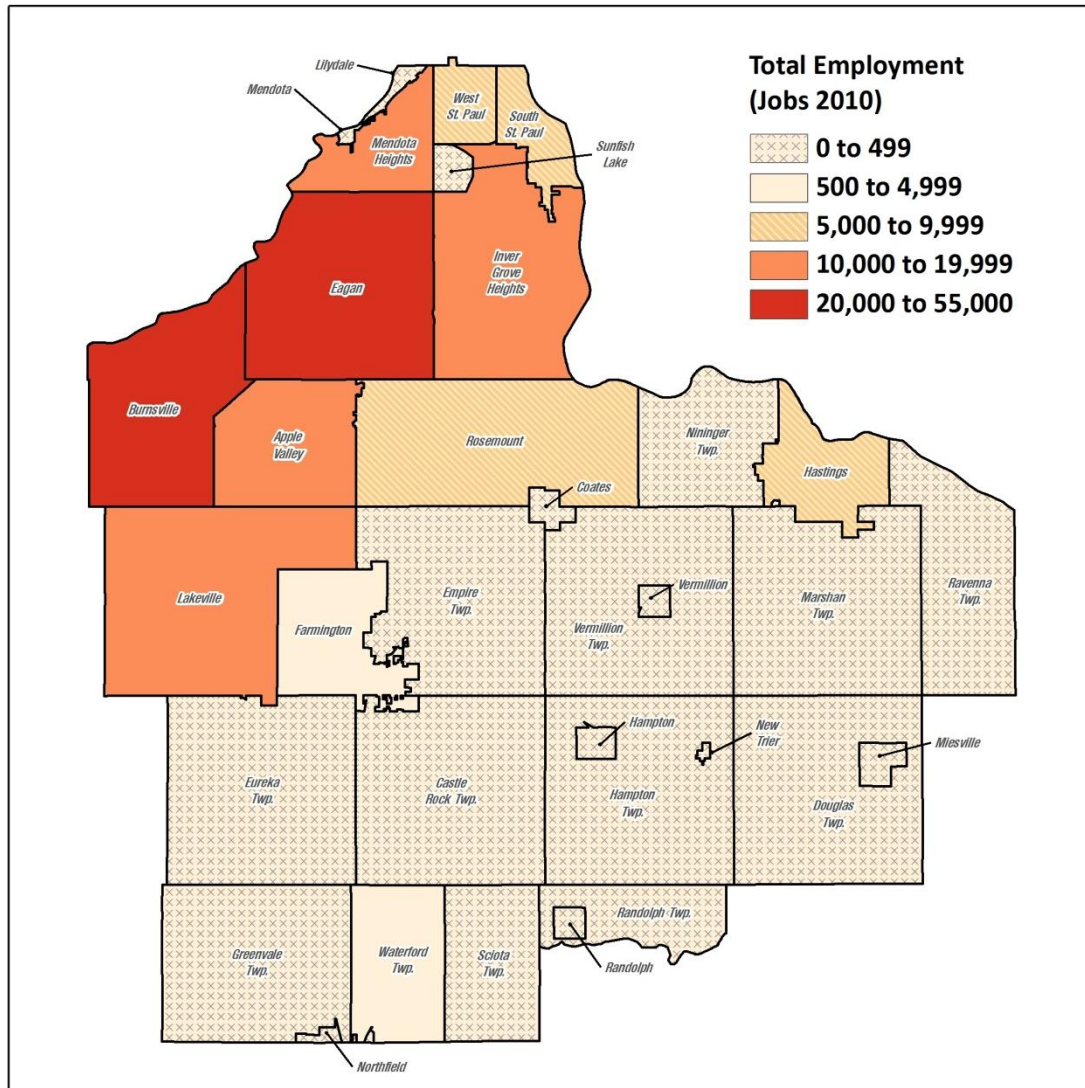 Total Employment
(Jobs 2010)
0 to 499
500 to 4,999
5,000 to 9,999
10,000 to 19,999
20,000 to 55,000
Lilydale
Mendota
Mendota
Heights
West
St. Paul
South
St. Paul
Sunfish
Lake
Eagan
Inver
Grove
Heights
Burnsville
Apple
Valley
Rosemount
Nininger
Twp.
Hastings
Coates
Lakeville
Farmington
Empire
Twp.
Vermillion
Vermillion
Twp.
Marshan
Twp.
Ravenna
Twp.
Eureka
Twp.
Castle
Rock Twp.
Hampton
Hampton
Twp.
New
Trier
Miesville
Douglas
Twp.
Greenvale
Twp.
Waterford
Twp.
Sciota
Twp.
Randolph Twp.
Randolph
Northfield